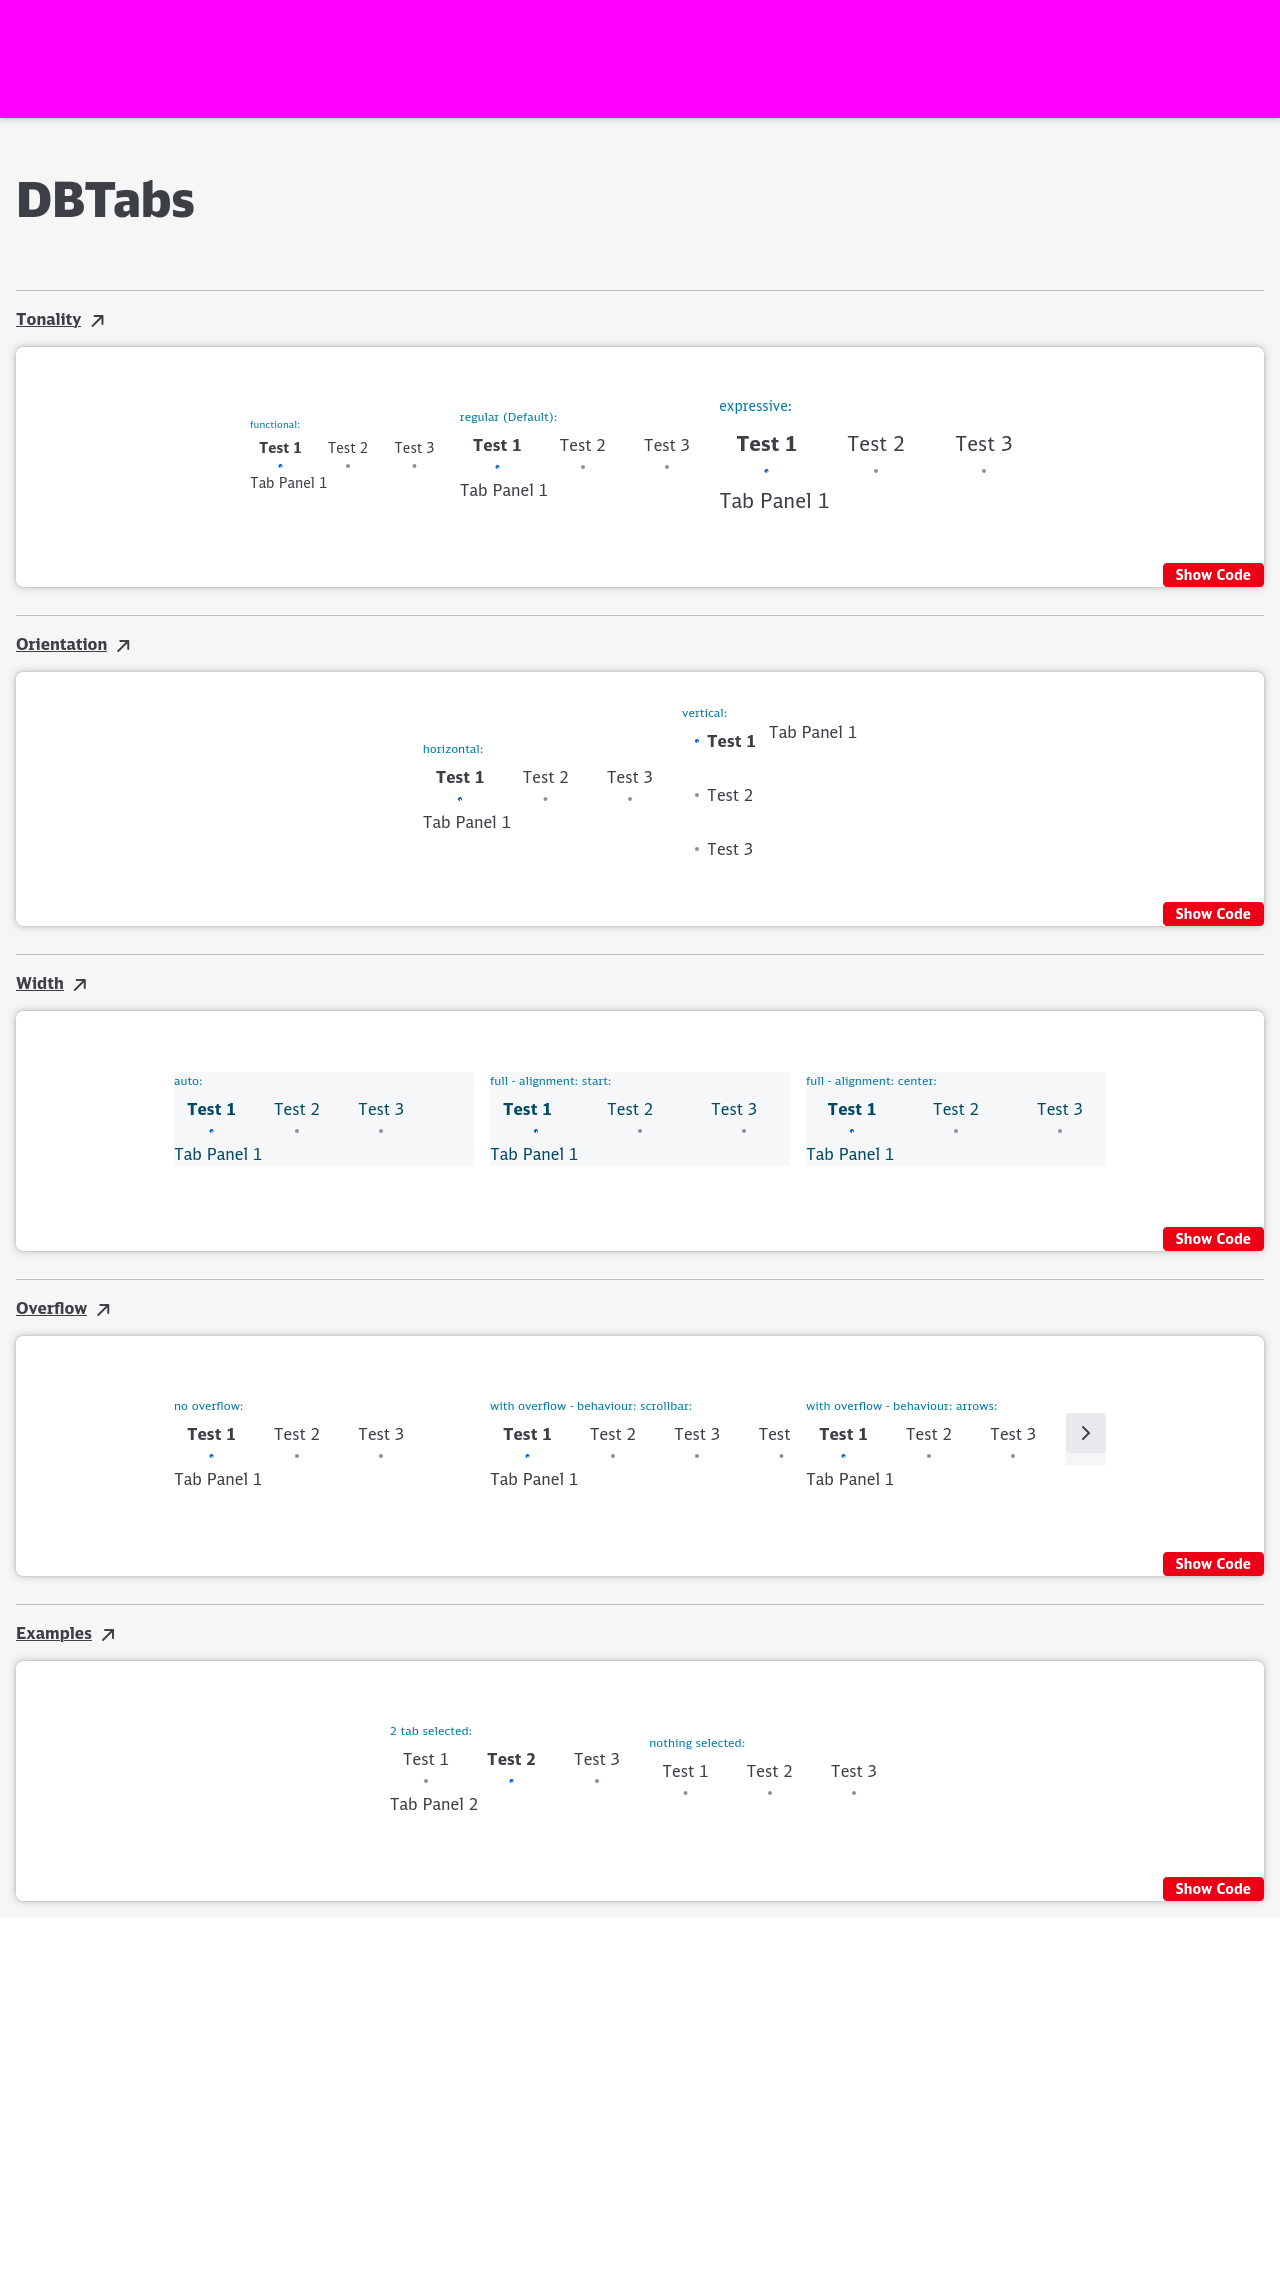 DBTabs
Tonality
functional:
Test 1 Test 2 Test 3
Tab Panel 1
regular (Default):
Test 1 Test 2 Test 3
Tab Panel 1
expressive:
Test 1 Test 2 Test 3
Tab Panel 1
Show Code
Orientation
horizontal:
Test 1 Test 2 Test 3
Tab Panel 1
vertical:
Test 1 Tab Panel 1
Test 2
Test 3
Show Code
Width
auto:
Test 1 Test 2 Test 3
Tab Panel 1
full - alignment: start:
Test 1 Test 2 Test 3
Tab Panel 1
full - alignment: center:
Test 1 Test 2 Test 3
Tab Panel 1
Show Code
Overflow
no overflow:
Test 1 Test 2 Test 3
Tab Panel 1
with overflow - behaviour: scrollbar:
Test 1 Test 2 Test 3 Test
Tab Panel 1
with overflow - behaviour: arrows:
Test 1 Test 2 Test 3
Tab Panel 1
Show Code
Examples
2 tab selected:
Test 1 Test 2 Test 3
Tab Panel 2
nothing selected:
Test 1 Test 2 Test 3
Show Code